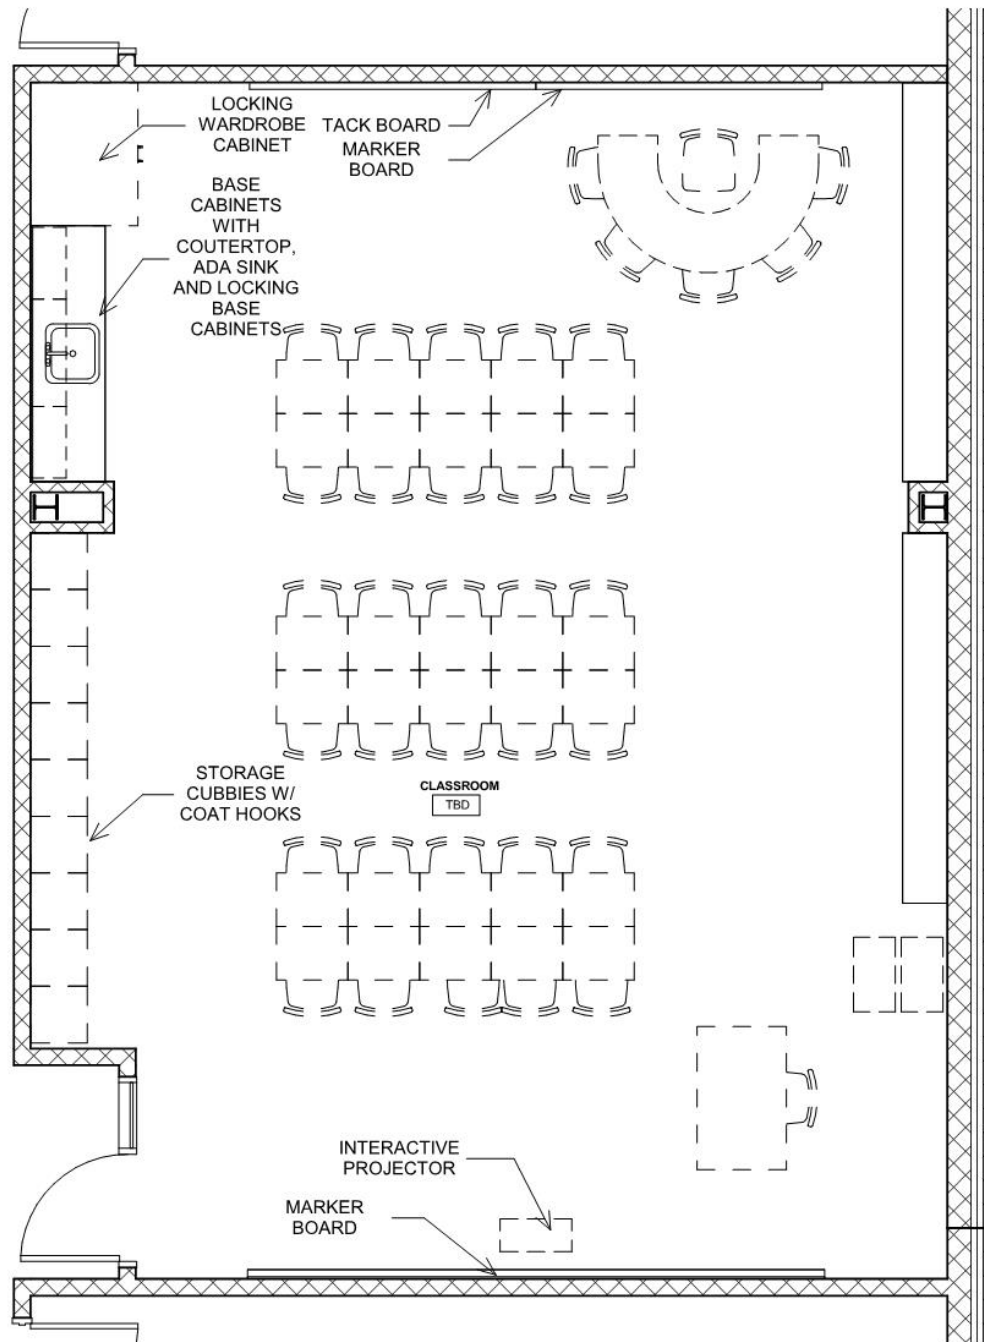 LOCKING
WARDROBE
CABINET
TACK BOARD
MARKER
BOARD
BASE
CABINETS
WITH
COUTERTOP,
ADA SINK
AND LOCKING
BASE
CABINETS
CLASSROOM
TBD
STORAGE
CUBBIES W/
COAT HOOKS
INTERACTIVE
PROJECTOR
MARKER
BOARD